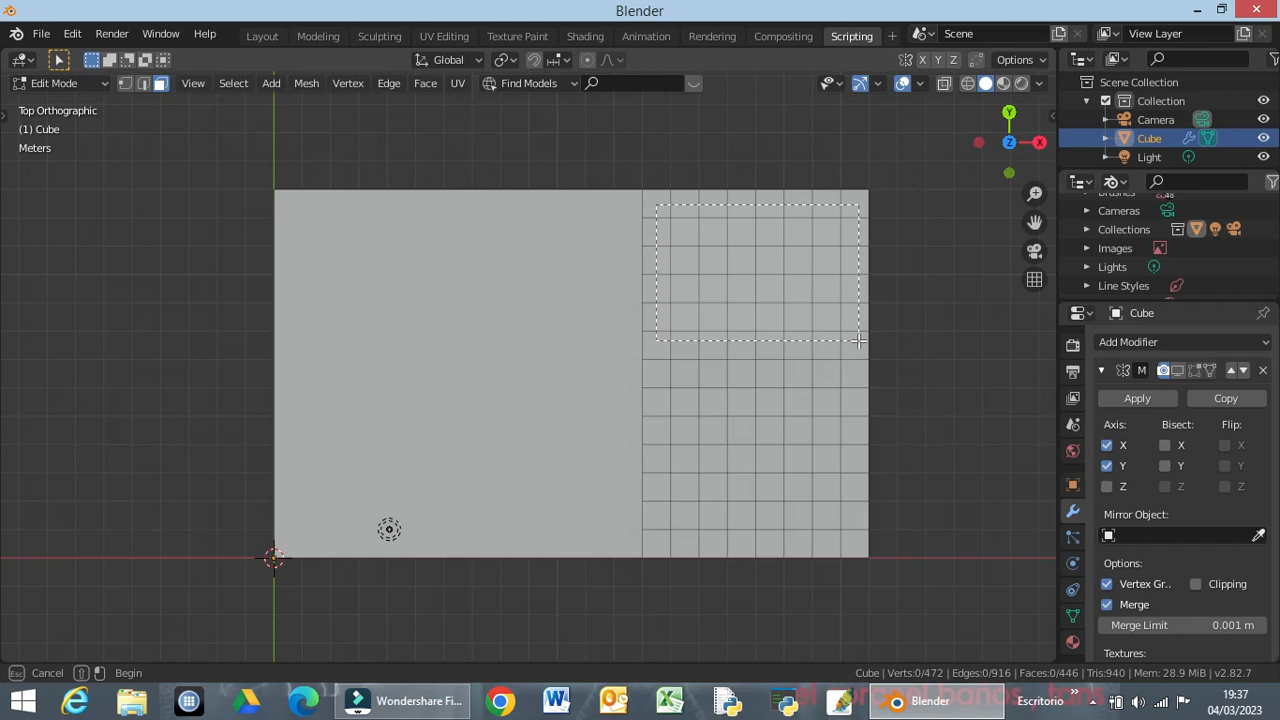 Blender
File Edit Render Window Help Layout Modeling Sculpting UV Editing Texture Paint Shading Animation Rendering Compositing Scripting + Scene View Layer
Global X Y Z Options
Edit Mode View Select Add Mesh Vertex Edge Face UV Find Models
Top Orthographic
(1) Cube
Meters
Y
Z X
Scene Collection
Collection
Camera
Cube
Light
Brushes 48
Cameras
Collections
Images
Lights
Line Styles
Cube
Add Modifier
M
Apply Copy
Axis: Bisect: Flip:
X X X
Y Y Y
Z Z Z
Mirror Object:
Options:
Vertex Gr.. Clipping
Merge
Merge Limit 0.001 m
Textures:
Esc Cancel Begin Cube | Verts:0/472 | Edges:0/916 | Faces:0/446 | Tris:940 | Mem: 28.9 MiB | v2.82.7
Wondershare Fi... Blender Escritorio » 19:37
04/03/2023